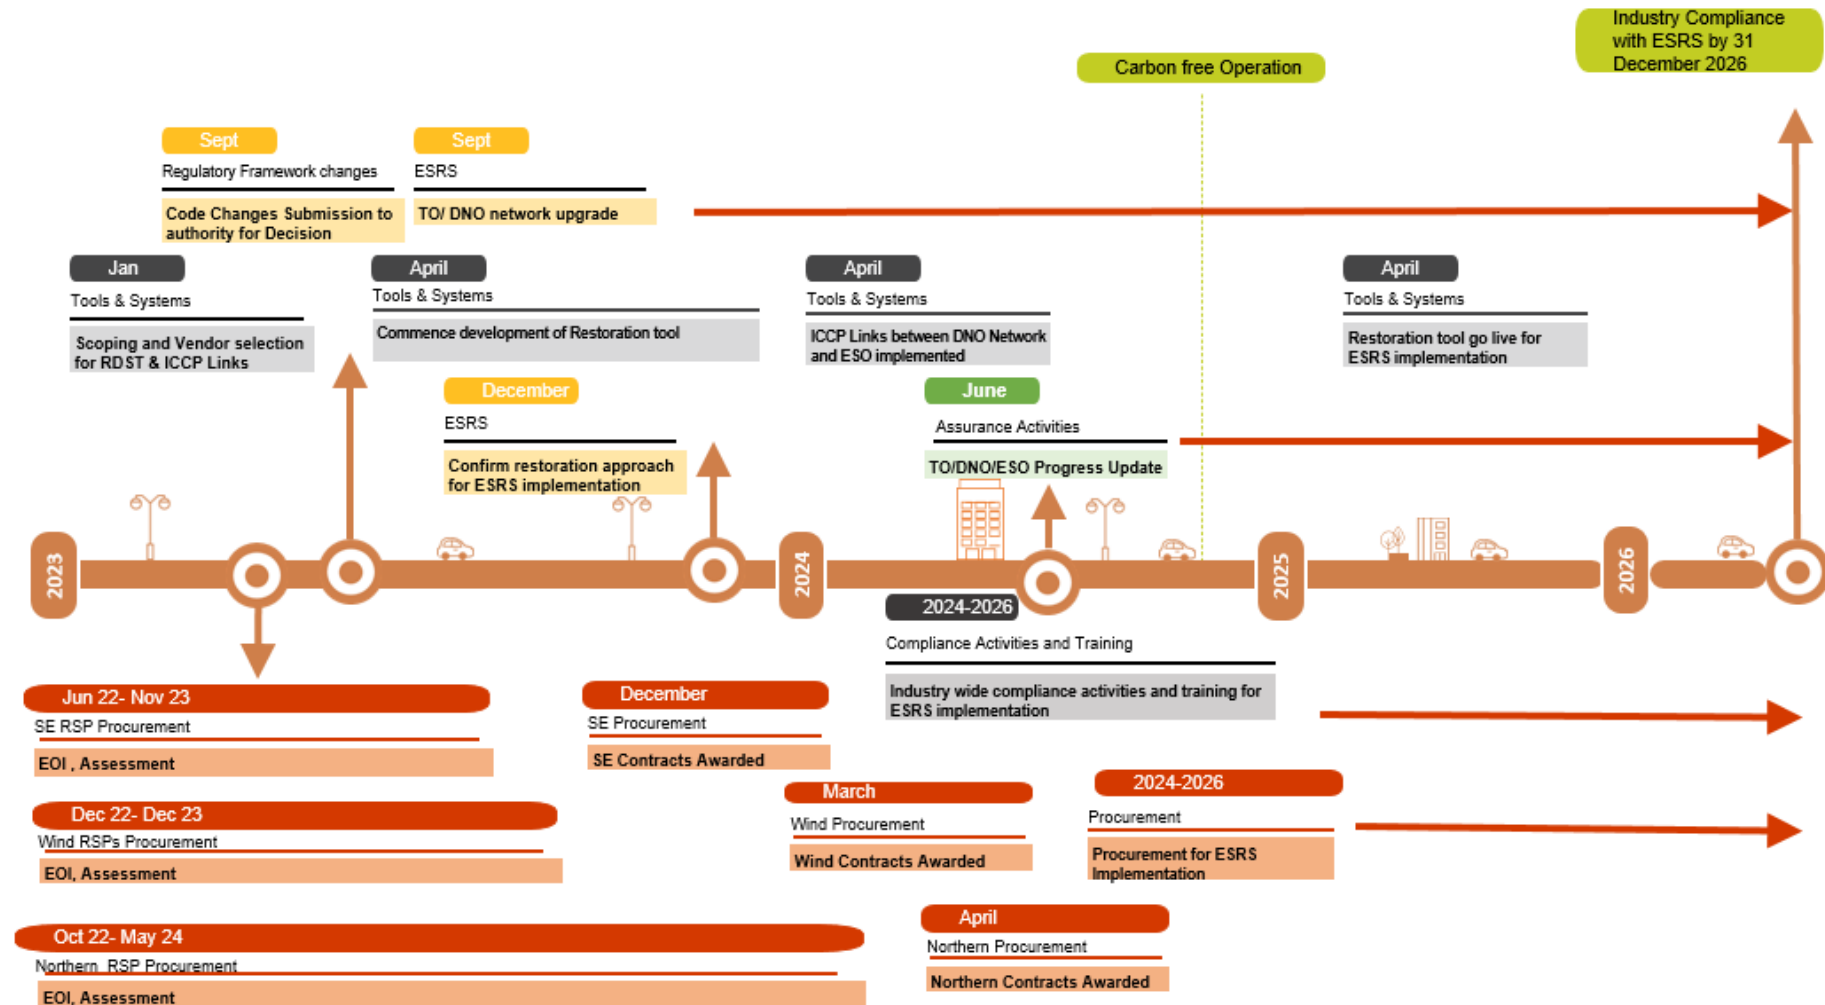 Industry Compliance
with ESRS by 31
December 2026
Carbon free Operation
Sept
Regulatory Framework changes
Code Changes Submission to
authority for Decision
Sept
ESRS
TO/ DNO network upgrade
Jan
Tools & Systems
Scoping and Vendor selection
for RDST & ICCP Links
April
Tools & Systems
Commence development of Restoration tool
April
Tools & Systems
ICCP Links between DNO Network
and ESO implemented
April
Tools & Systems
Restoration tool go live for
ESRS implementation
December
ESRS
Confirm restoration approach
for ESRS implementation
June
Assurance Activities
TO/DNO/ESO Progress Update
2023
2024
2025
2026
2024-2026
Compliance Activities and Training
Industry wide compliance activities and training for
ESRS implementation
Jun 22- Nov 23
SE RSP Procurement
EOI , Assessment
December
SE Procurement
SE Contracts Awarded
Dec 22- Dec 23
Wind RSPs Procurement
EOI, Assessment
March
Wind Procurement
Wind Contracts Awarded
2024-2026
Procurement
Procurement for ESRS
Implementation
Oct 22- May 24
Northern  RSP Procurement
EOI, Assessment
April
Northern Procurement
Northern Contracts Awarded